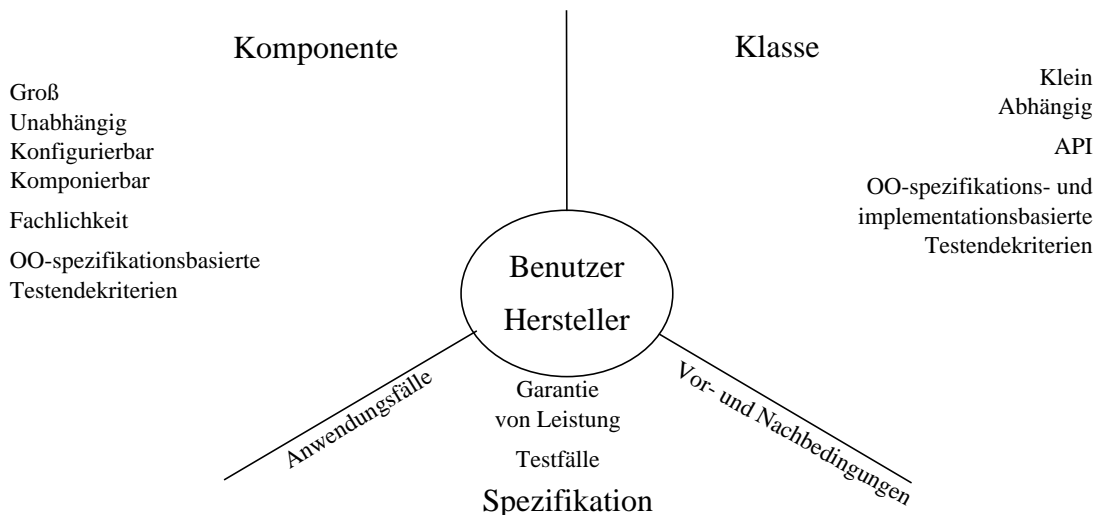 Komponente
Groß
Unabhängig
Konfigurierbar
Komponierbar
Fachlichkeit
OO-spezifikationsbasierte
Testendekriterien
Klasse
Klein
Abhängig
API
OO-spezifikations- und
implementationsbasierte
Testendekriterien
Benutzer
Hersteller
Anwendungsfälle
Garantie
von Leistung
Testfälle
Spezifikation
Vor- und Nachbedingungen